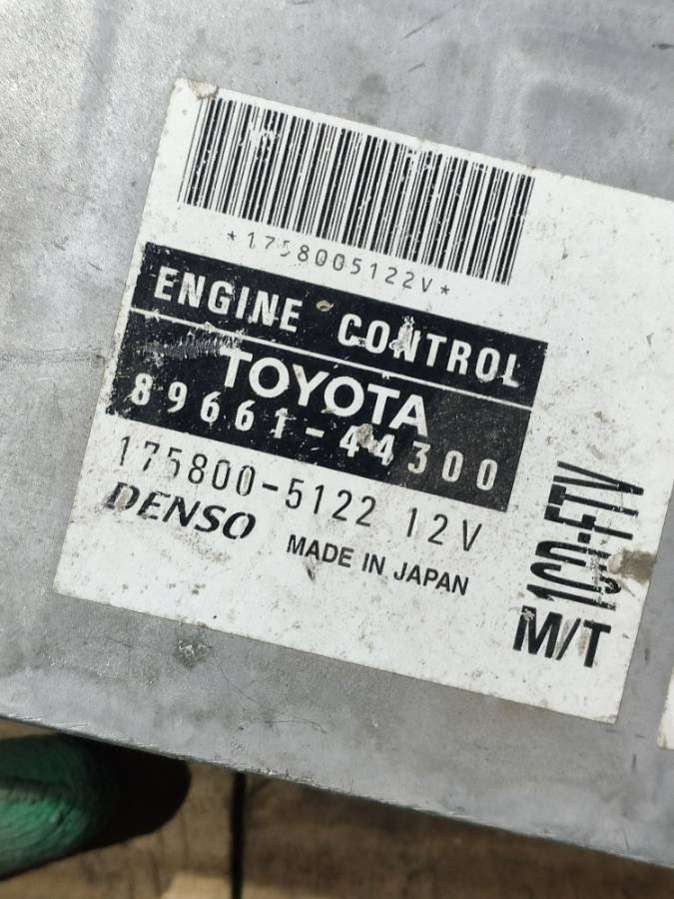 *1758005122V*
ENGINE CONTROL
TOYOTA
89661-44300
175800-5122 12V
DENSO
MADE IN JAPAN
1CD-FTV
M/T